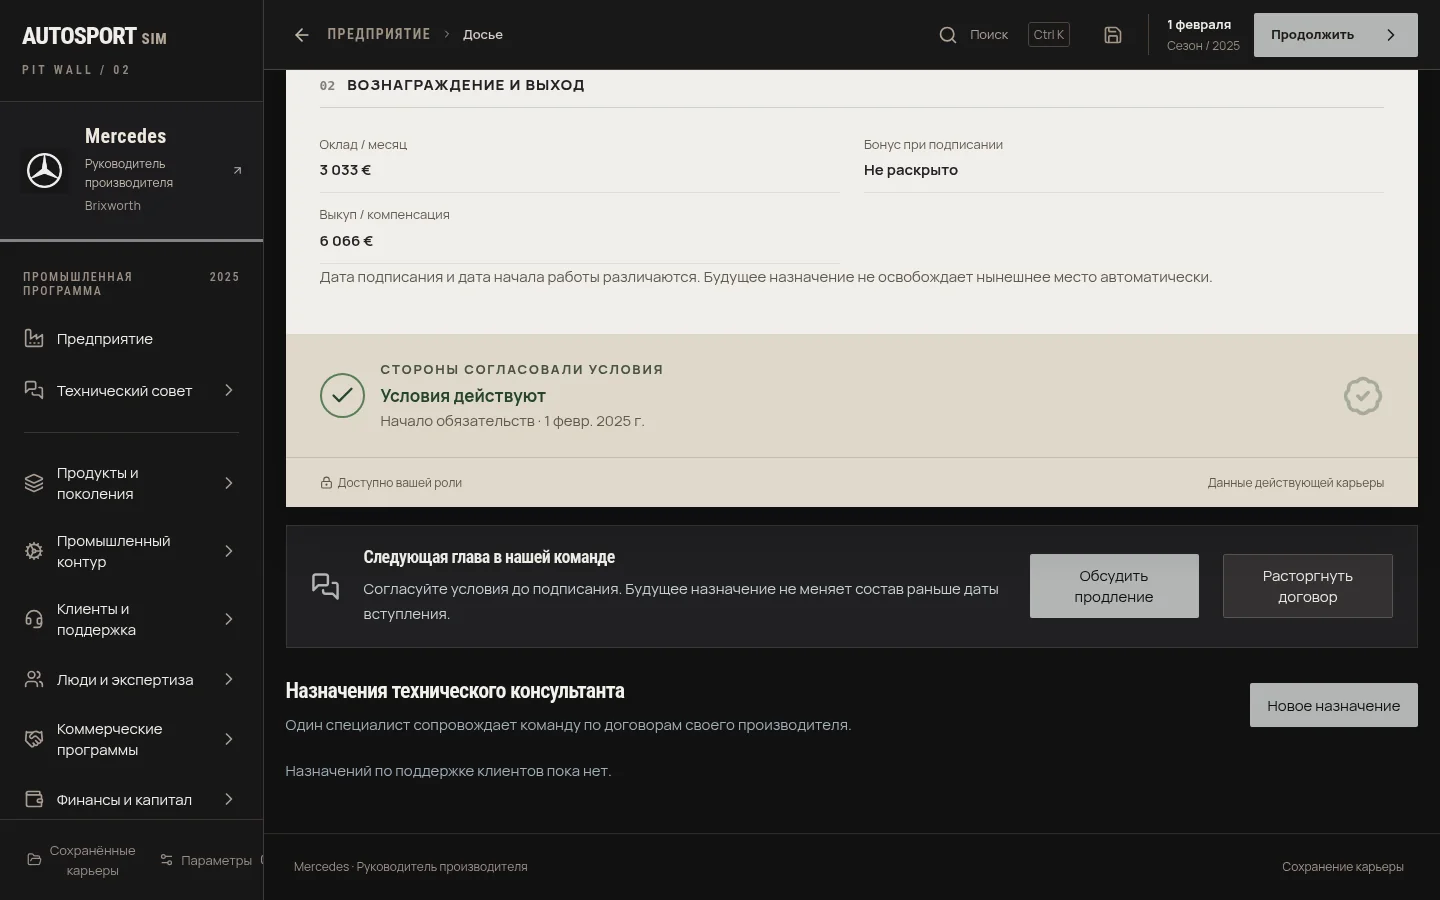 AUTOSPORT SIM
PIT WALL / 02
Mercedes
Руководитель
производителя
Brixworth
ПРОМЫШЛЕННАЯ
ПРОГРАММА
2025
Предприятие
Технический совет
Продукты и
поколения
Промышленный
контур
Клиенты и
поддержка
Люди и экспертиза
Коммерческие
программы
Финансы и капитал
Сохранённые
карьеры
Параметры
ПРЕДПРИЯТИЕ
Досье
Поиск
Ctrl K
1 февраля
Сезон / 2025
Продолжить
02 ВОЗНАГРАЖДЕНИЕ И ВЫХОД
Оклад / месяц
3 033 €
Бонус при подписании
Не раскрыто
Выкуп / компенсация
6 066 €
Дата подписания и дата начала работы различаются. Будущее назначение не освобождает нынешнее место автоматически.
СТОРОНЫ СОГЛАСОВАЛИ УСЛОВИЯ
Условия действуют
Начало обязательств · 1 февр. 2025 г.
Доступно вашей роли
Данные действующей карьеры
Следующая глава в нашей команде
Согласуйте условия до подписания. Будущее назначение не меняет состав раньше даты
вступления.
Обсудить
продление
Расторгнуть
договор
Назначения технического консультанта
Один специалист сопровождает команду по договорам своего производителя.
Новое назначение
Назначений по поддержке клиентов пока нет.
Mercedes · Руководитель производителя
Сохранение карьеры